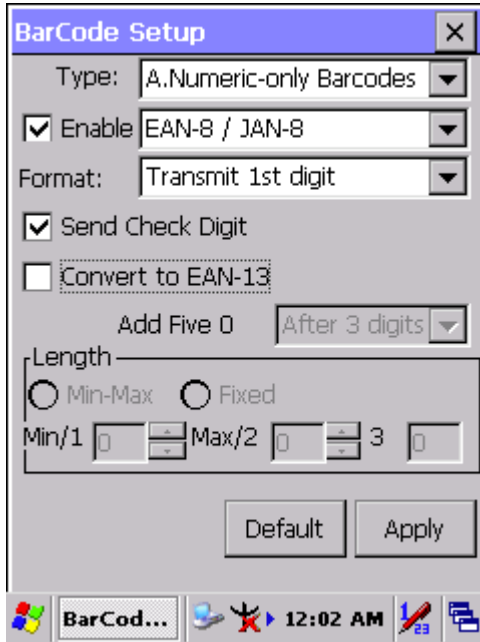 BarCode Setup
Type: A.Numeric-only Barcodes
Enable EAN-8 / JAN-8
Format: Transmit 1st digit
Send Check Digit
Convert to EAN-13
Add Five 0 After 3 digits
Length
Min-Max Fixed
Min/1 0 Max/2 0 3 0
Default Apply
BarCod... 12:02 AM 1 23